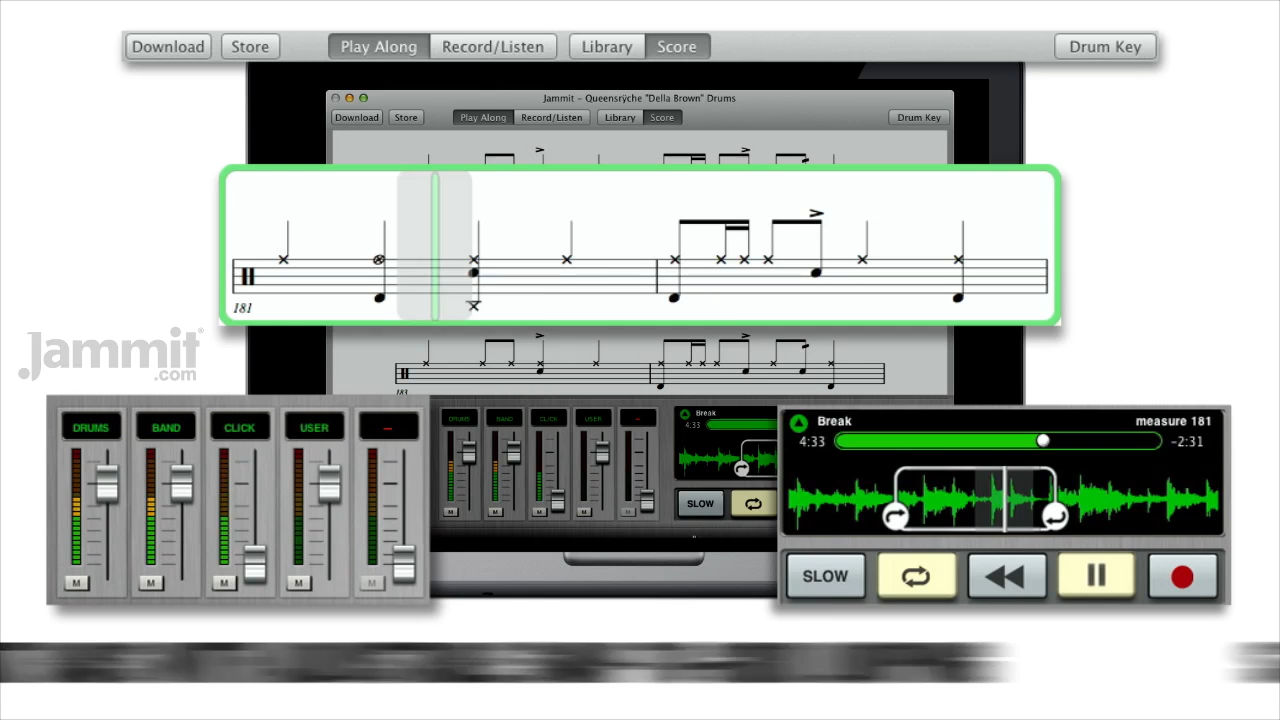 Download Store Play Along Record/Listen Library Score Drum Key
Jammit – Queensrÿche "Della Brown" Drums
Download Store Play Along Record/Listen Library Score Drum Key
181
Jammit®
.com
183
DRUMS BAND CLICK USER –
M M M M M
DRUMS BAND CLICK USER –
M M M M M
Break
4:33
SLOW
Break measure 181
4:33 -2:31
SLOW